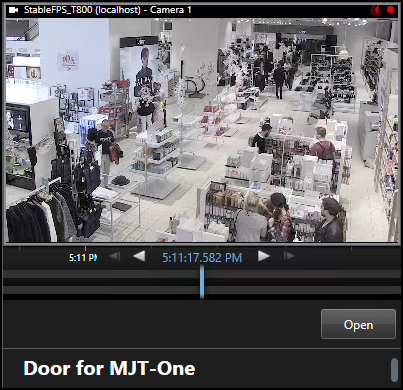 StableFPS_T800 (localhost) - Camera 1
5:11 PM
5:11:17.582 PM
Open
Door for MJT-One